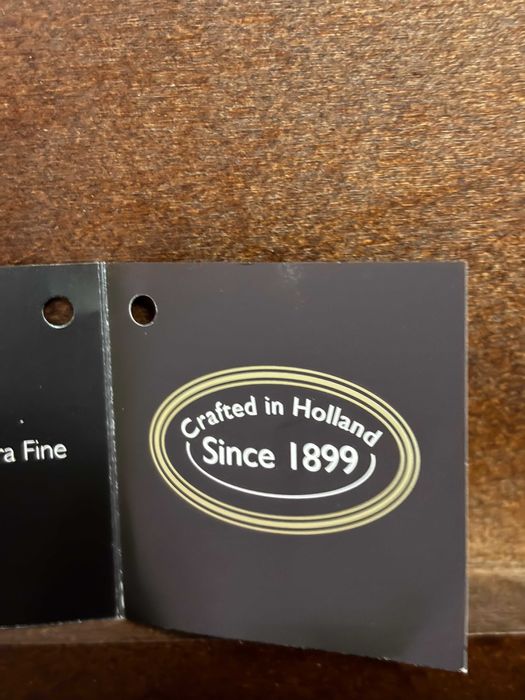 ra Fine
Crafted in Holland
Since 1899